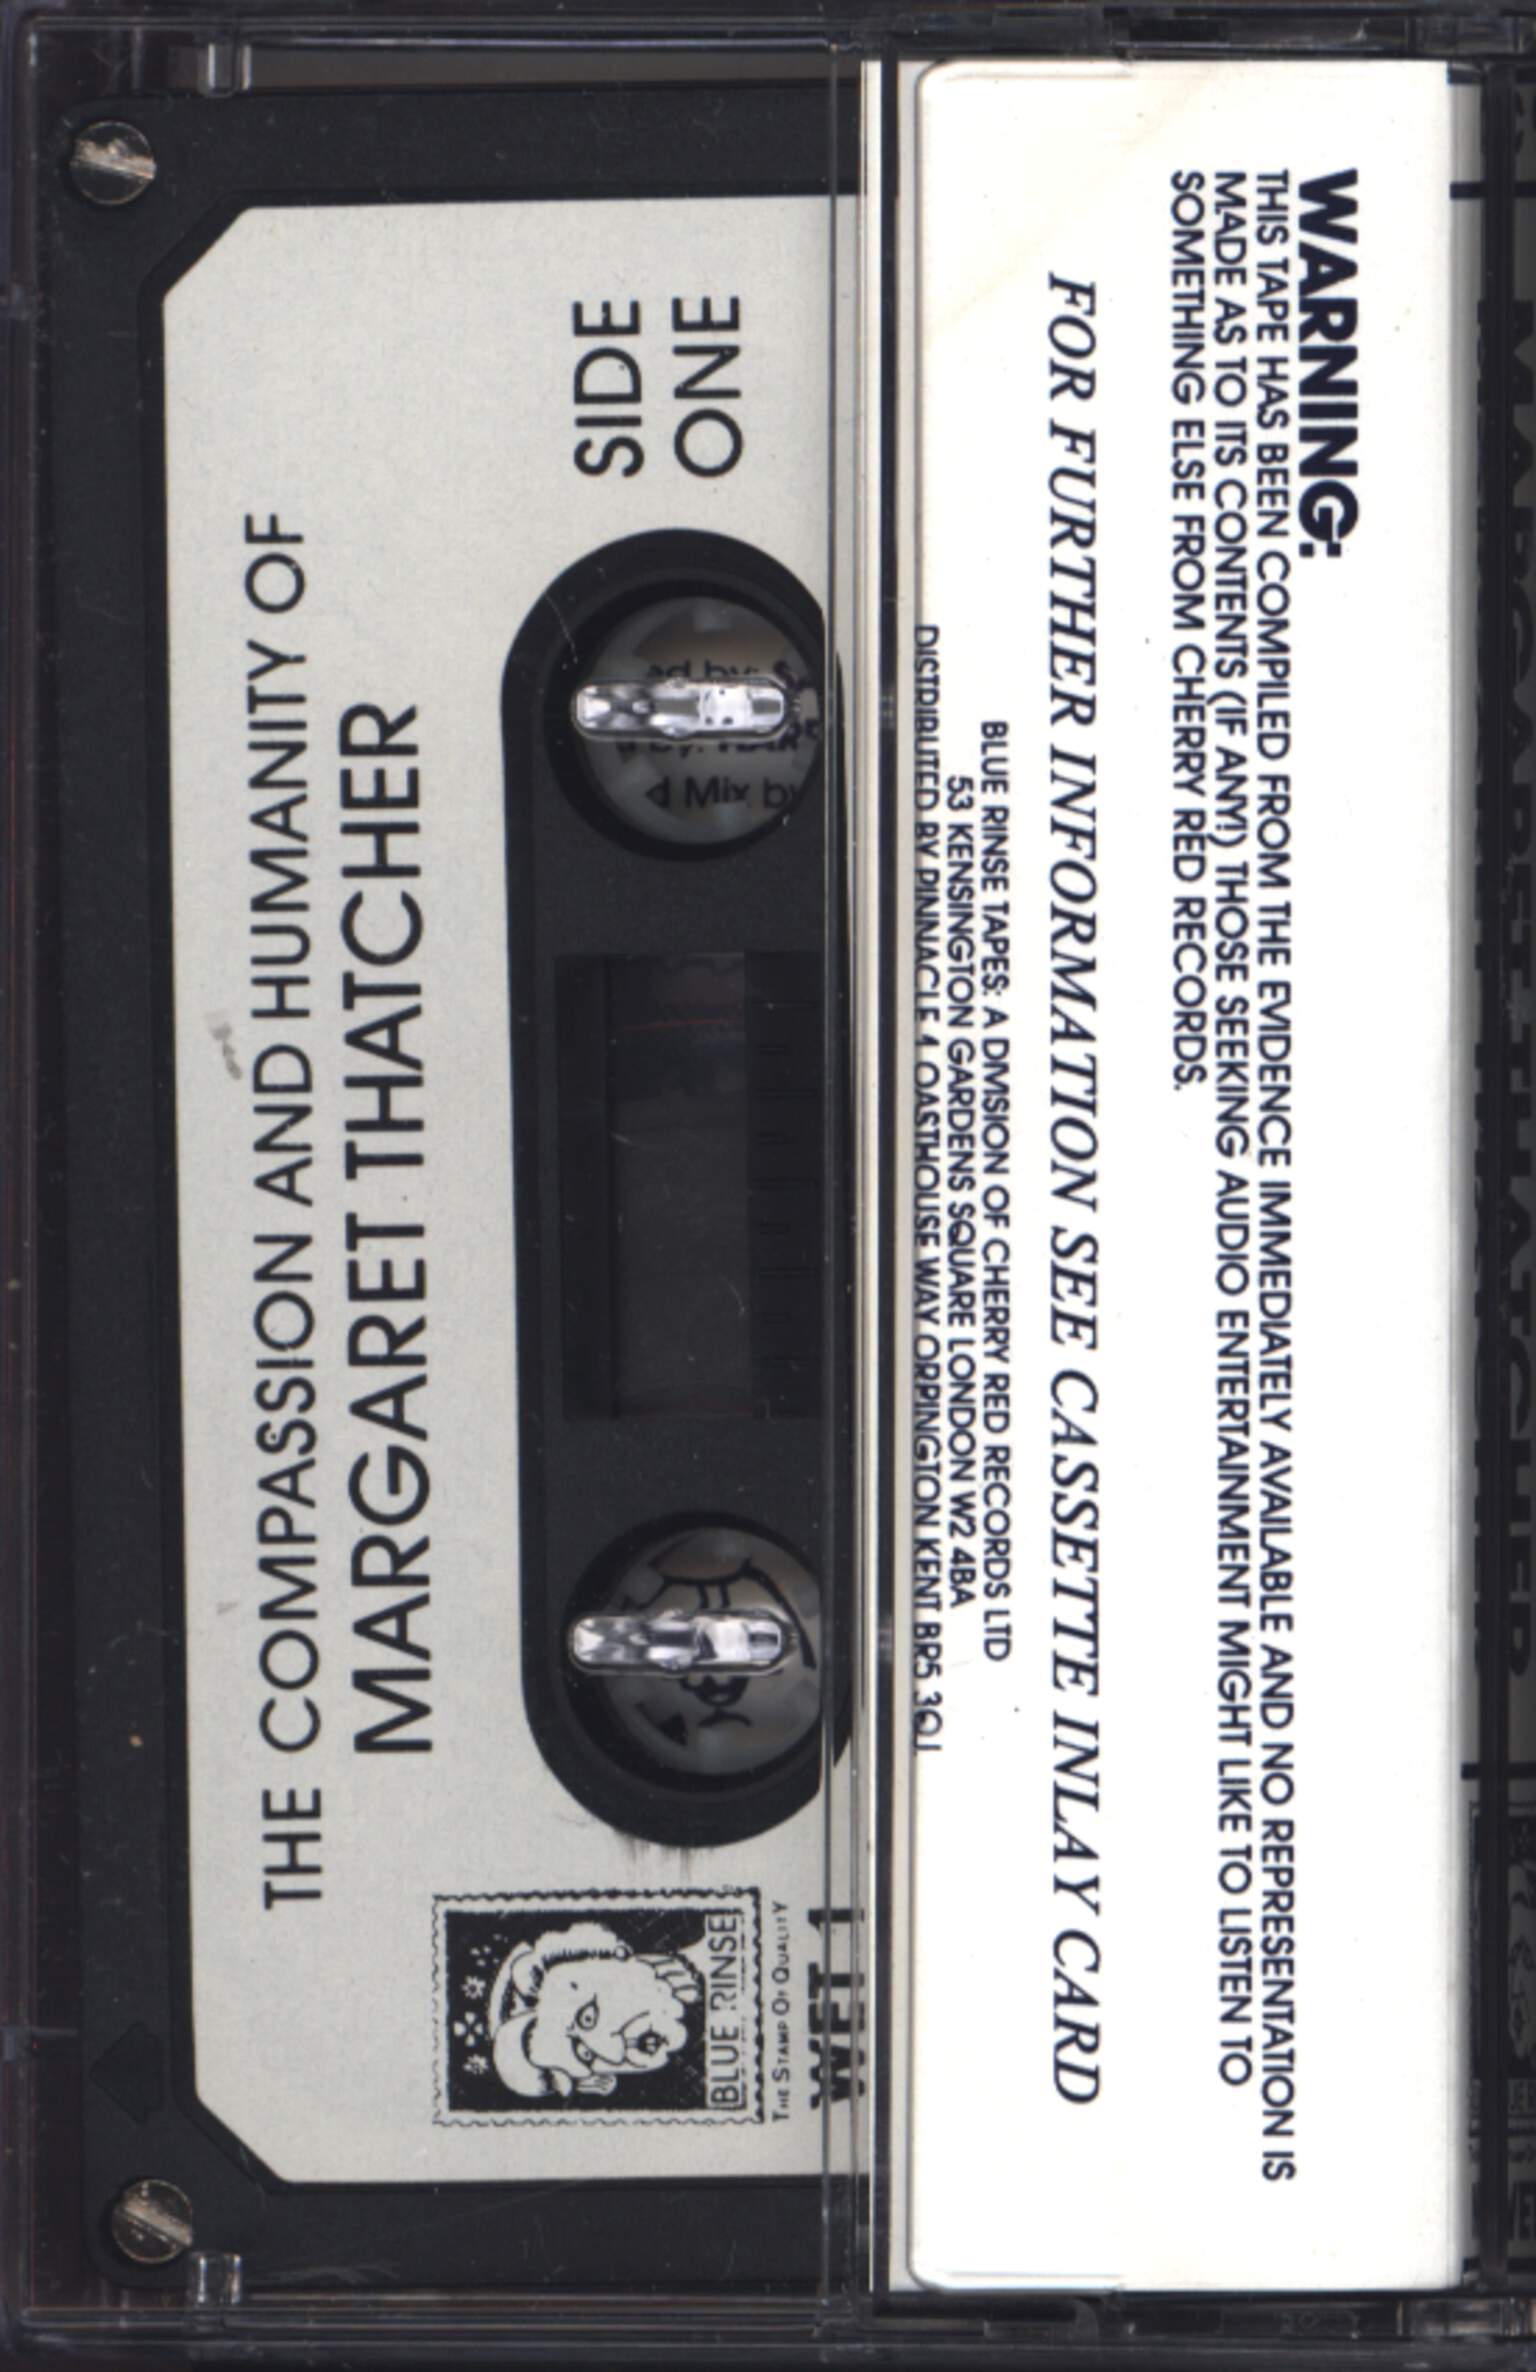 WARNING:
THIS TAPE HAS BEEN COMPILED FROM THE EVIDENCE IMMEDIATELY AVAILABLE AND NO REPRESENTATION IS
MADE AS TO ITS CONTENTS (IF ANY!) THOSE SEEKING AUDIO ENTERTAINMENT MIGHT LIKE TO LISTEN TO
SOMETHING ELSE FROM CHERRY RED RECORDS.
FOR FURTHER INFORMATION SEE CASSETTE INLAY CARD
BLUE RINSE TAPES: A DIVISION OF CHERRY RED RECORDS LTD
53 KENSINGTON GARDENS SQUARE LONDON W2 4BA
DISTRIBUTED BY PINNACLE 4 OASTHOUSE WAY ORPINGTON KENT BR5 3QJ
THE COMPASSION AND HUMANITY OF
MARGARET THATCHER
SIDE
ONE
BLUE RINSE
THE STAMP OF QUALITY
WET 1
d Mix by